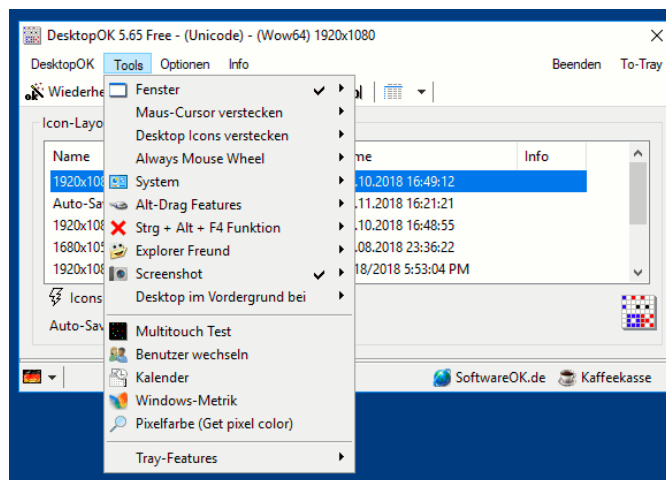 DesktopOK 5.65 Free - (Unicode) - (Wow64) 1920x1080
DesktopOK Tools Optionen Info Beenden To-Tray
Wiederhe
Fenster
Maus-Cursor verstecken
Icon-Layo
Desktop Icons verstecken
Name Always Mouse Wheel me Info
1920x108 System .10.2018 16:49:12
Auto-Sa Alt-Drag Features .11.2018 16:21:21
1920x108 Strg + Alt + F4 Funktion .10.2018 16:48:55
1680x105 Explorer Freund .08.2018 23:36:22
1920x108 Screenshot 18/2018 5:53:04 PM
Icons Desktop im Vordergrund bei
Auto-Sav Multitouch Test
Benutzer wechseln
Kalender SoftwareOK.de Kaffeekasse
Windows-Metrik
Pixelfarbe (Get pixel color)
Tray-Features